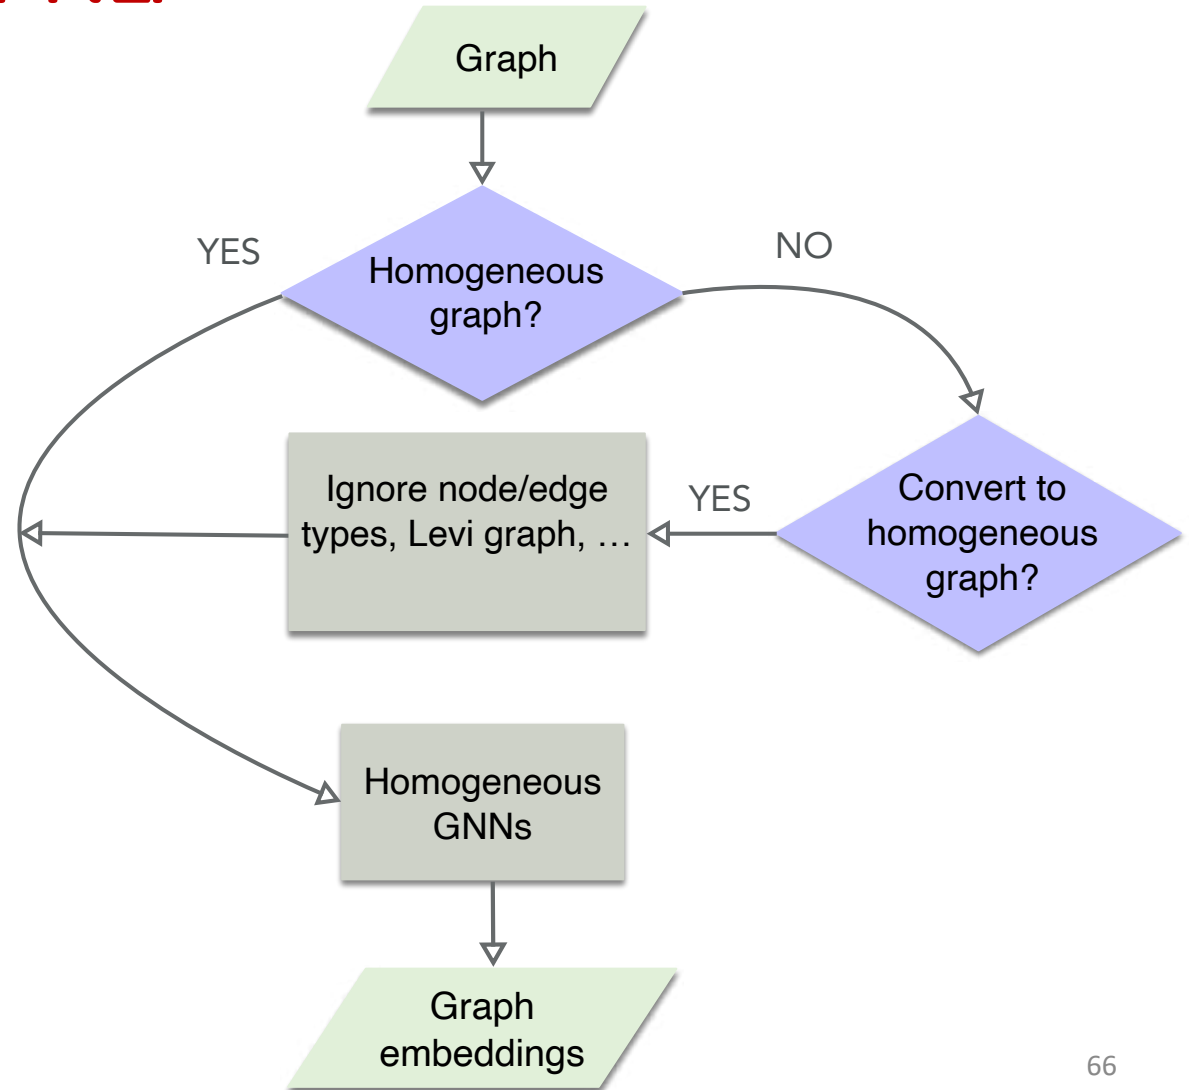 Graph
YES
NO
Homogeneous
graph?
Ignore node/edge
types, Levi graph, …
YES
Convert to
homogeneous
graph?
Homogeneous
GNNs
Graph
embeddings
66